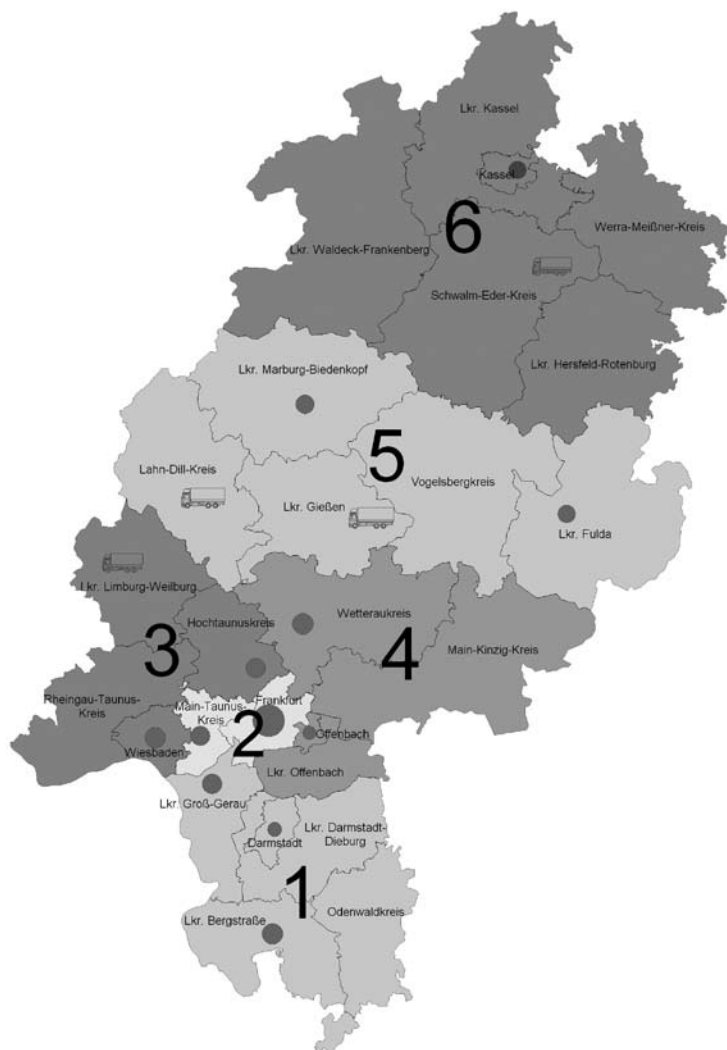 Lkr. Kassel
Kassel
Werra-Meißner-Kreis
6
Lkr. Waldeck-Frankenberg
Schwalm-Eder-Kreis
Lkr. Hersfeld-Rotenburg
Lkr. Marburg-Biedenkopf
5
Lahn-Dill-Kreis
Vogelsbergkreis
Lkr. Gießen
Lkr. Fulda
Lkr. Limburg-Weilburg
Hochtaunuskreis
Wetteraukreis
3
4
Main-Kinzig-Kreis
Rheingau-Taunus-
Kreis
Main-Taunus-
Kreis
Frankfurt
2
Offenbach
Wiesbaden
Lkr. Offenbach
Lkr. Groß-Gerau
Lkr. Darmstadt-
Dieburg
Darmstadt
1
Odenwaldkreis
Lkr. Bergstraße